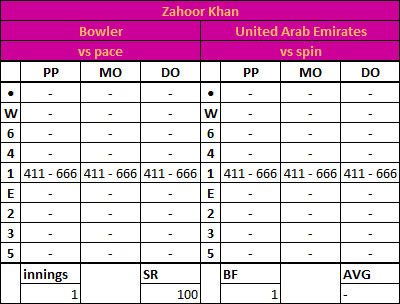 Zahoor Khan
Bowler United Arab Emirates
vs pace vs spin
PP MO DO PP MO DO
• - - - • - - -
W - - - W - - -
6 - - - 6 - - -
4 - - - 4 - - -
1 411 - 666 411 - 666 411 - 666 1 411 - 666 411 - 666 411 - 666
E - - - E - - -
2 - - - 2 - - -
3 - - - 3 - - -
5 - - - 5 - - -
innings SR BF AVG
1 100 1 -